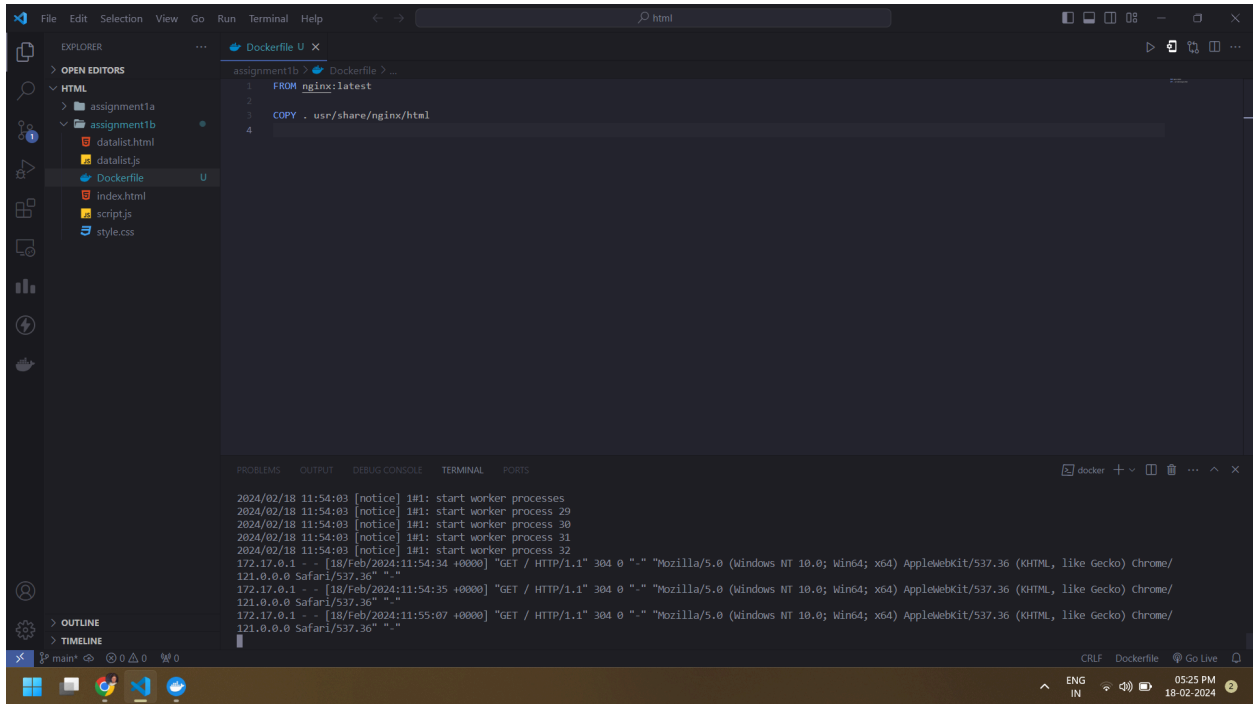 File Edit Selection View Go Run Terminal Help
html
EXPLORER
Dockerfile U
OPEN EDITORS
assignment1b > Dockerfile > ...
HTML
assignment1a
assignment1b
datalist.html
datalist.js
Dockerfile U
index.html
script.js
style.css
1 FROM nginx:latest
2
3 COPY . usr/share/nginx/html
4
1
PROBLEMS OUTPUT DEBUG CONSOLE TERMINAL PORTS
docker
2024/02/18 11:54:03 [notice] 1#1: start worker processes
2024/02/18 11:54:03 [notice] 1#1: start worker process 29
2024/02/18 11:54:03 [notice] 1#1: start worker process 30
2024/02/18 11:54:03 [notice] 1#1: start worker process 31
2024/02/18 11:54:03 [notice] 1#1: start worker process 32
172.17.0.1 - - [18/Feb/2024:11:54:34 +0000] "GET / HTTP/1.1" 304 0 "-" "Mozilla/5.0 (Windows NT 10.0; Win64; x64) AppleWebKit/537.36 (KHTML, like Gecko) Chrome/
121.0.0.0 Safari/537.36" "-"
172.17.0.1 - - [18/Feb/2024:11:54:35 +0000] "GET / HTTP/1.1" 304 0 "-" "Mozilla/5.0 (Windows NT 10.0; Win64; x64) AppleWebKit/537.36 (KHTML, like Gecko) Chrome/
121.0.0.0 Safari/537.36" "-"
172.17.0.1 - - [18/Feb/2024:11:55:07 +0000] "GET / HTTP/1.1" 304 0 "-" "Mozilla/5.0 (Windows NT 10.0; Win64; x64) AppleWebKit/537.36 (KHTML, like Gecko) Chrome/
121.0.0.0 Safari/537.36" "-"
OUTLINE
TIMELINE
main* 0 0 0
CRLF Dockerfile Go Live
ENG
IN
05:25 PM
18-02-2024
2